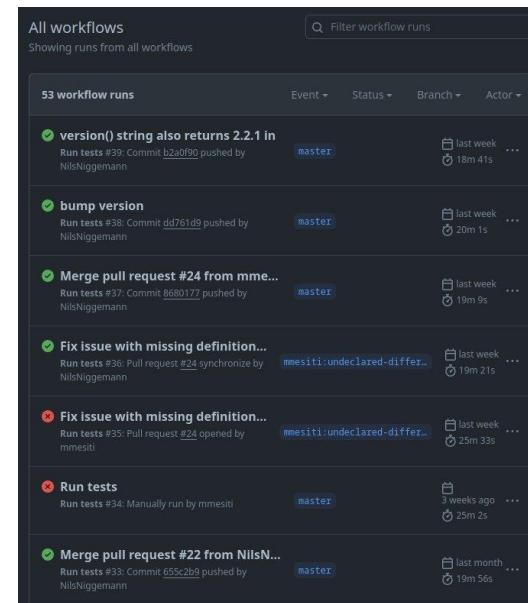 All workflows
Filter workflow runs
Showing runs from all workflows
53 workflow runs Event Status Branch Actor
version() string also returns 2.2.1 in
Run tests #39: Commit b2a0f90 pushed by
NilsNiggemann
master
last week
18m 41s
bump version
Run tests #38: Commit dd761d9 pushed by
NilsNiggemann
master
last week
20m 1s
Merge pull request #24 from mme...
Run tests #37: Commit 8680177 pushed by
NilsNiggemann
master
last week
19m 9s
Fix issue with missing definition...
Run tests #36: Pull request #24 synchronize by
NilsNiggemann
mmesiti:undeclared-differ...
last week
19m 21s
Fix issue with missing definition...
Run tests #35: Pull request #24 opened by
mmesiti
mmesiti:undeclared-differ...
last week
25m 33s
Run tests
Run tests #34: Manually run by mmesiti
master
3 weeks ago
25m 2s
Merge pull request #22 from NilsN...
Run tests #33: Commit 655c2b9 pushed by
NilsNiggemann
master
last month
19m 56s